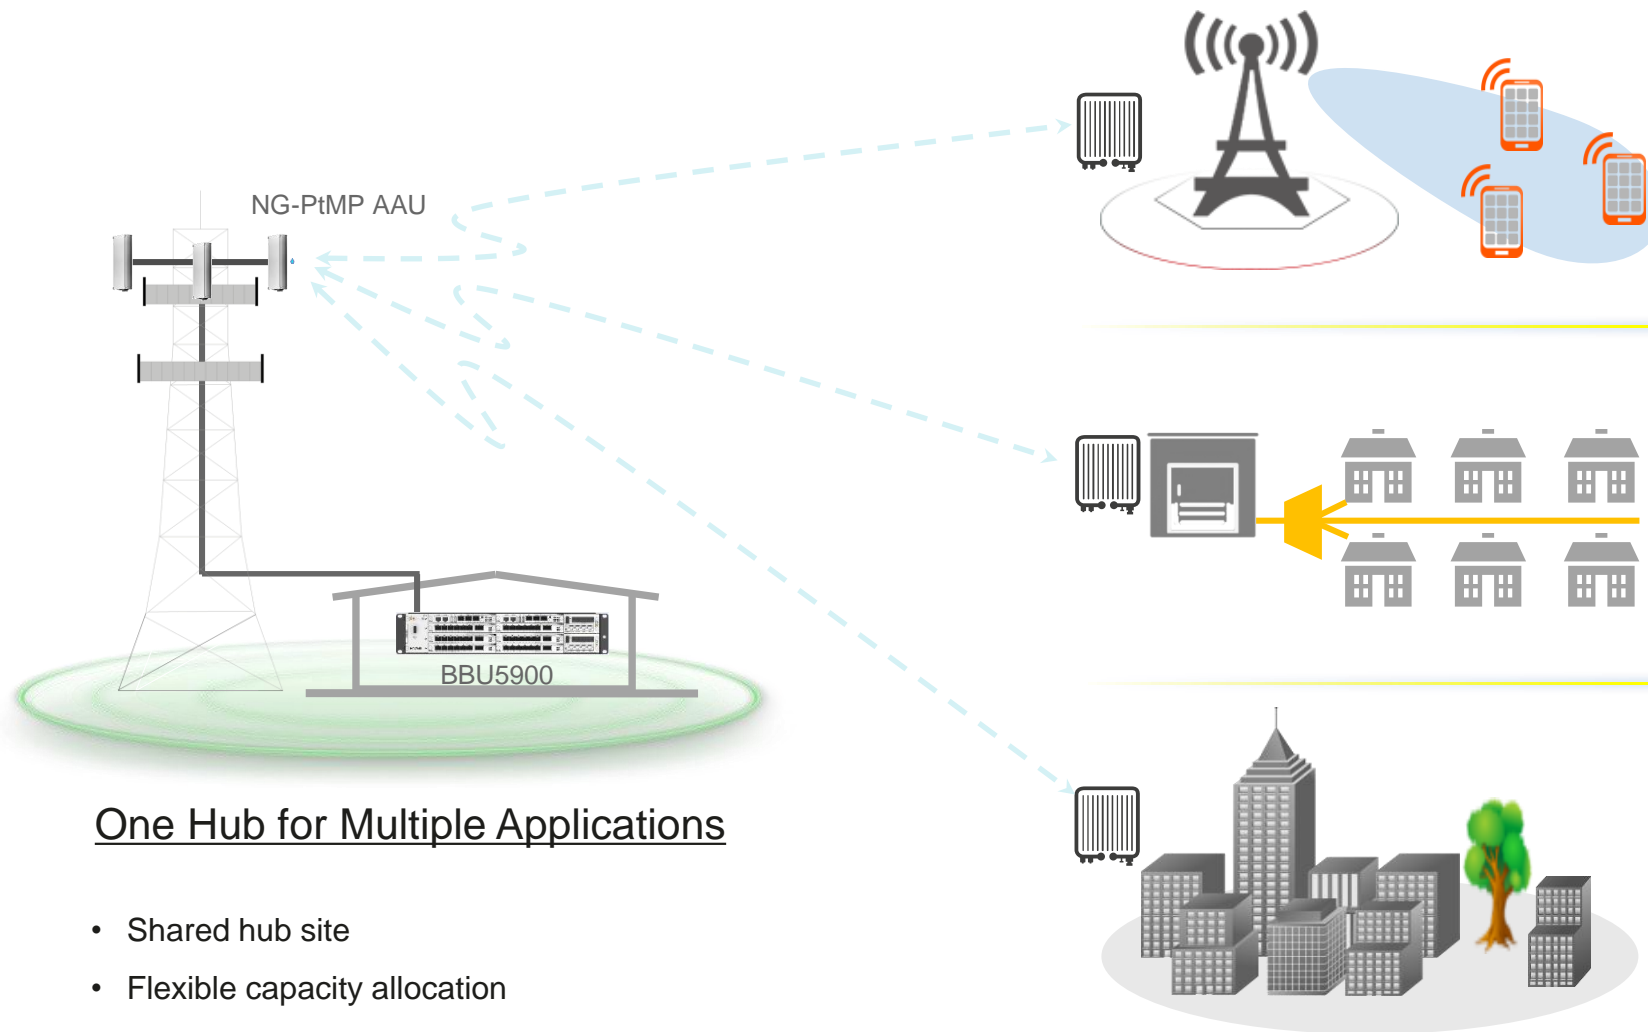 NG-PtMP AAU
BBU5900
One Hub for Multiple Applications
• Shared hub site
• Flexible capacity allocation